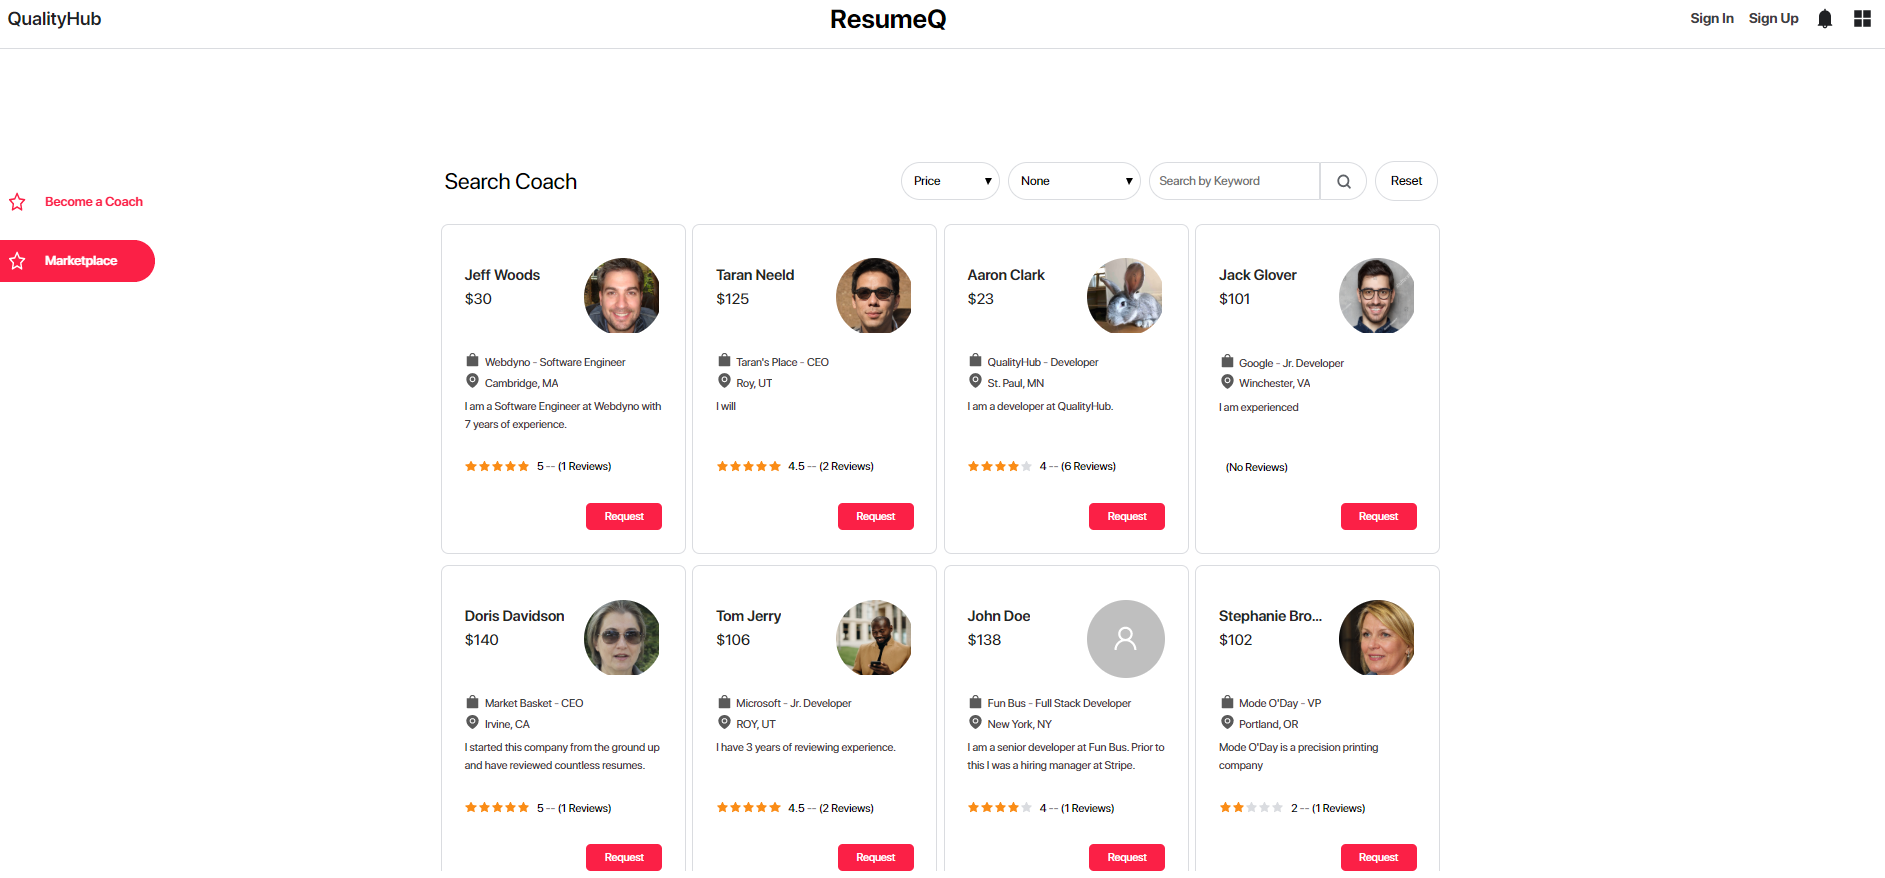 QualityHub
ResumeQ
Sign In Sign Up
Become a Coach
Marketplace
Search Coach
Price
None
Search by Keyword
Reset
Jeff Woods
$30
Webdyno - Software Engineer
Cambridge, MA
I am a Software Engineer at Webdyno with
7 years of experience.
5 -- (1 Reviews)
Request
Taran Neeld
$125
Taran's Place - CEO
Roy, UT
I will
4.5 -- (2 Reviews)
Request
Aaron Clark
$23
QualityHub - Developer
St. Paul, MN
I am a developer at QualityHub.
4 -- (6 Reviews)
Request
Jack Glover
$101
Google - Jr. Developer
Winchester, VA
I am experienced
(No Reviews)
Request
Doris Davidson
$140
Market Basket - CEO
Irvine, CA
I started this company from the ground up
and have reviewed countless resumes.
5 -- (1 Reviews)
Request
Tom Jerry
$106
Microsoft - Jr. Developer
ROY, UT
I have 3 years of reviewing experience.
4.5 -- (2 Reviews)
Request
John Doe
$138
Fun Bus - Full Stack Developer
New York, NY
I am a senior developer at Fun Bus. Prior to
this I was a hiring manager at Stripe.
4 -- (1 Reviews)
Request
Stephanie Bro...
$102
Mode O'Day - VP
Portland, OR
Mode O'Day is a precision printing
company
2 -- (1 Reviews)
Request